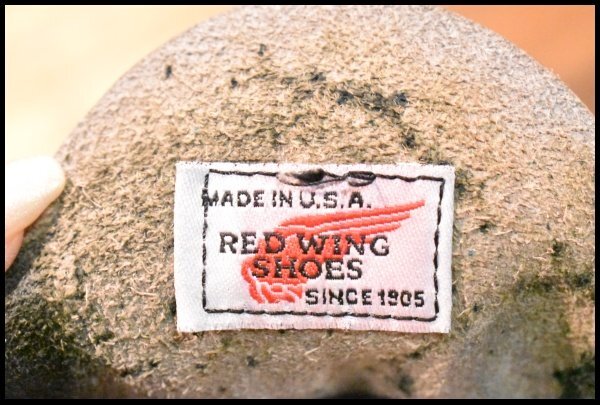 MADE IN U.S.A.
RED WING
SHOES
SINCE 1905